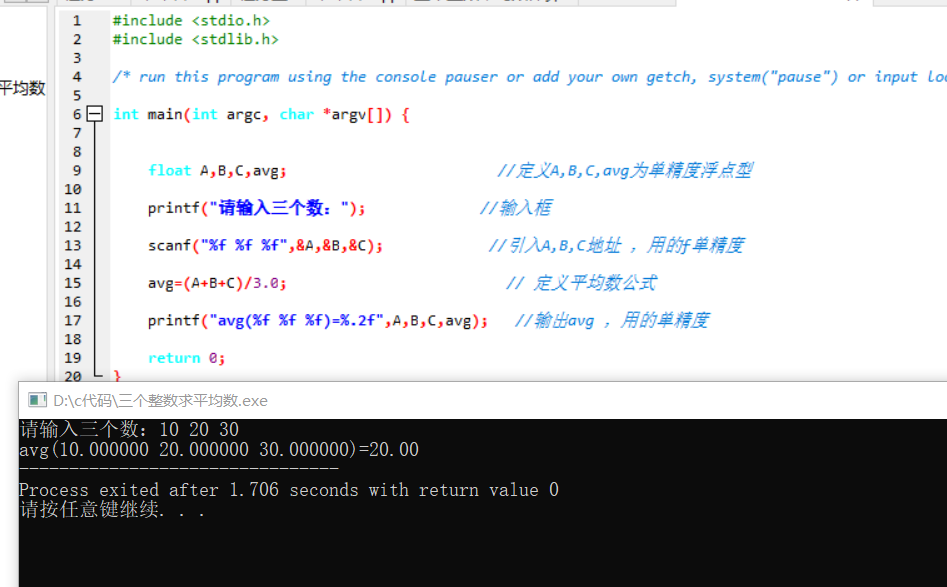 平均数
1 #include <stdio.h>
2 #include <stdlib.h>
3
4 /* run this program using the console pauser or add your own getch, system("pause") or input loo
5
6 int main(int argc, char *argv[]) {
7
8
9 float A,B,C,avg; //定义A,B,C,avg为单精度浮点型
10
11 printf("请输入三个数："); //输入框
12
13 scanf("%f %f %f",&A,&B,&C); //引入A,B,C地址 ，用的f单精度
14
15 avg=(A+B+C)/3.0; // 定义平均数公式
16
17 printf("avg(%f %f %f)=%.2f",A,B,C,avg); //输出avg ，用的单精度
18
19 return 0;
20 }
D:\c代码\三个整数求平均数.exe
请输入三个数：10 20 30
avg(10.000000 20.000000 30.000000)=20.00
--------------------------------
Process exited after 1.706 seconds with return value 0
请按任意键继续. . .